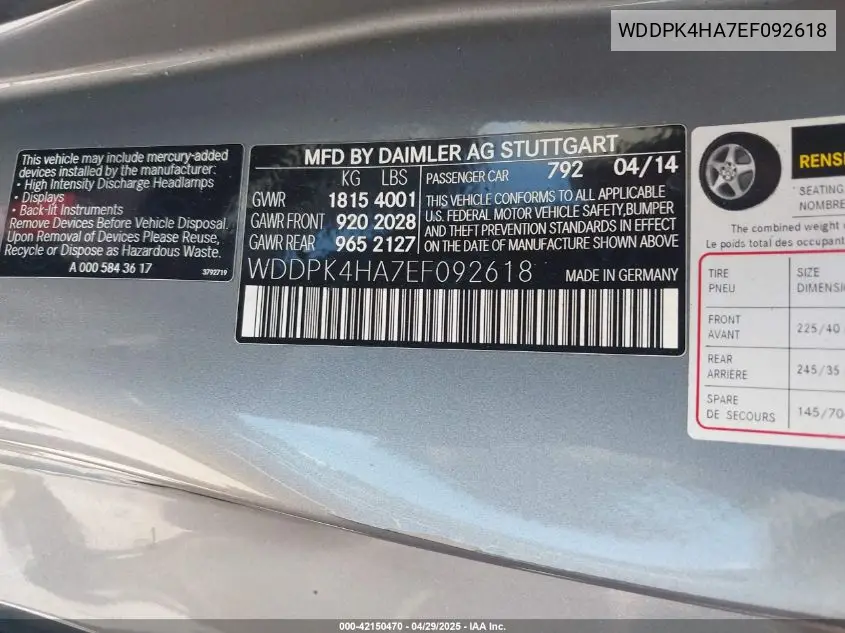 WDDPK4HA7EF092618
This vehicle may include mercury-added
devices installed by the manufacturer:
• High Intensity Discharge Headlamps
• Displays
• Back-lit Instruments
Remove Devices Before Vehicle Disposal.
Upon Removal of Devices Please Reuse,
Recycle or Dispose as Hazardous Waste.
A 000 584 36 17
3792719
MFD BY DAIMLER AG STUTTGART
KG LBS
GVWR 1815 4001
GAWR FRONT 920 2028
GAWR REAR 965 2127
PASSENGER CAR 792 04/14
THIS VEHICLE CONFORMS TO ALL APPLICABLE
U.S. FEDERAL MOTOR VEHICLE SAFETY,BUMPER
AND THEFT PREVENTION STANDARDS IN EFFECT
ON THE DATE OF MANUFACTURE SHOWN ABOVE
WDDPK4HA7EF092618 MADE IN GERMANY
RENS
SEATING
NOMBRE
The combined weight
Le poids total des occupant
TIRE SIZE
PNEU DIMENSI
FRONT
AVANT 225/40
REAR
ARRIÈRE 245/35
SPARE
DE SECOURS 145/70
000-42150470 - 04/29/2025 - IAA Inc.